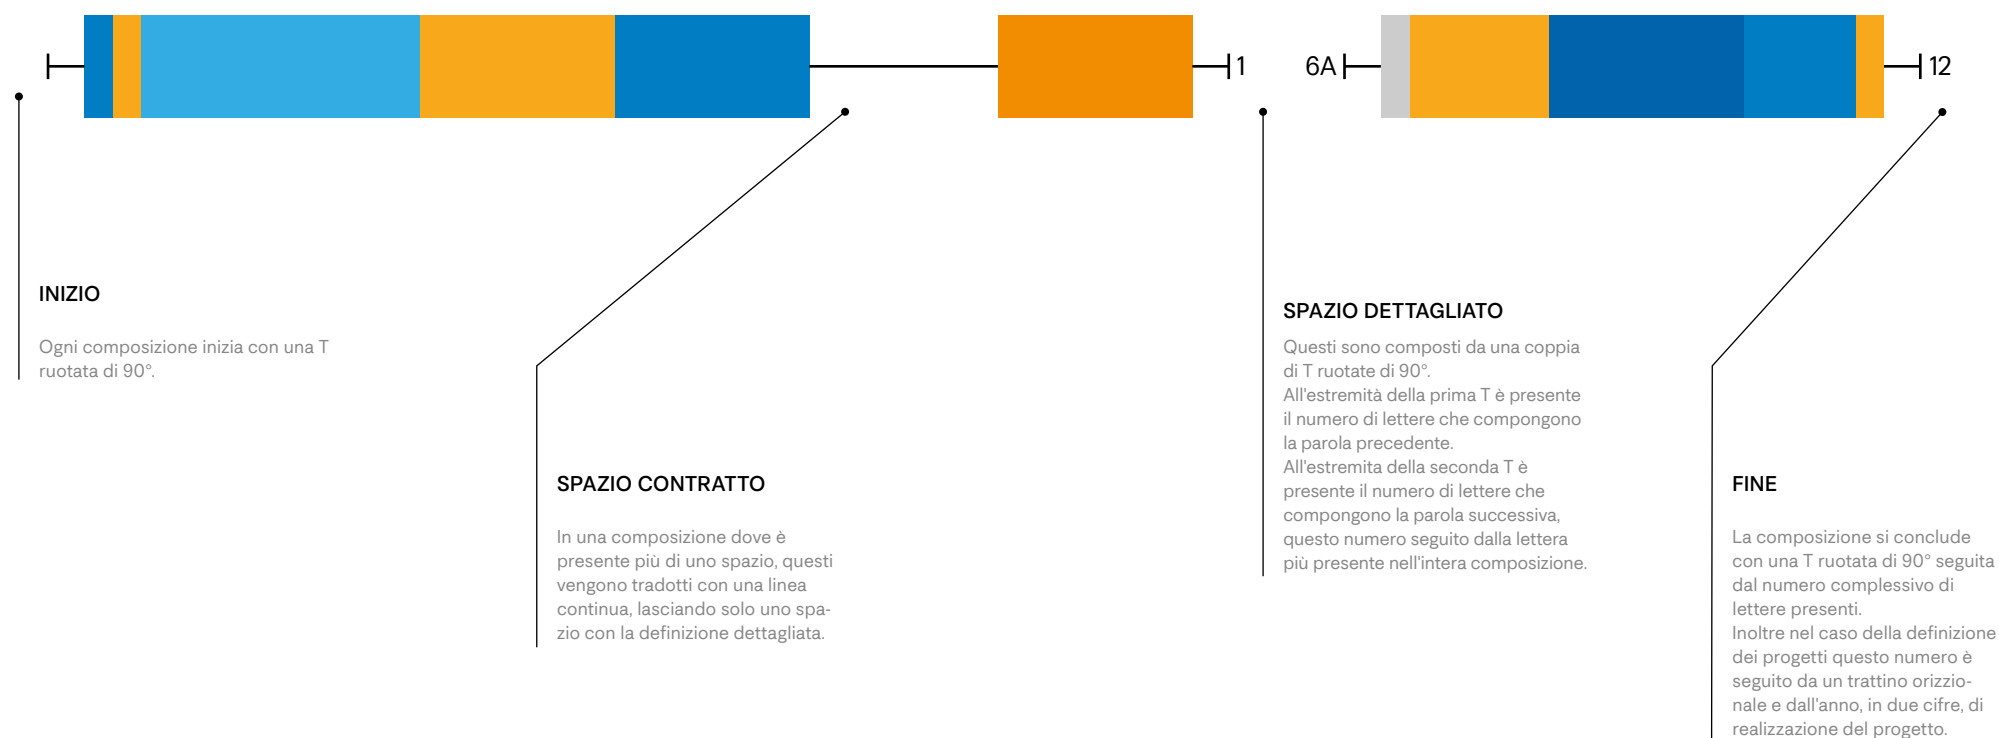 1
6A
12
INIZIO
Ogni composizione inizia con una T
ruotata di 90°.
SPAZIO CONTRATTO
In una composizione dove è
presente più di uno spazio, questi
vengono tradotti con una linea
continua, lasciando solo uno spa-
zio con la definizione dettagliata.
SPAZIO DETTAGLIATO
Questi sono composti da una coppia
di T ruotate di 90°.
All'estremità della prima T è presente
il numero di lettere che compongono
la parola precedente.
All'estremita della seconda T è
presente il numero di lettere che
compongono la parola successiva,
questo numero seguito dalla lettera
più presente nell'intera composizione.
FINE
La composizione si conclude
con una T ruotata di 90° seguita
dal numero complessivo di
lettere presenti.
Inoltre nel caso della definizione
dei progetti questo numero è
seguito da un trattino orizzio-
nale e dall'anno, in due cifre, di
realizzazione del progetto.